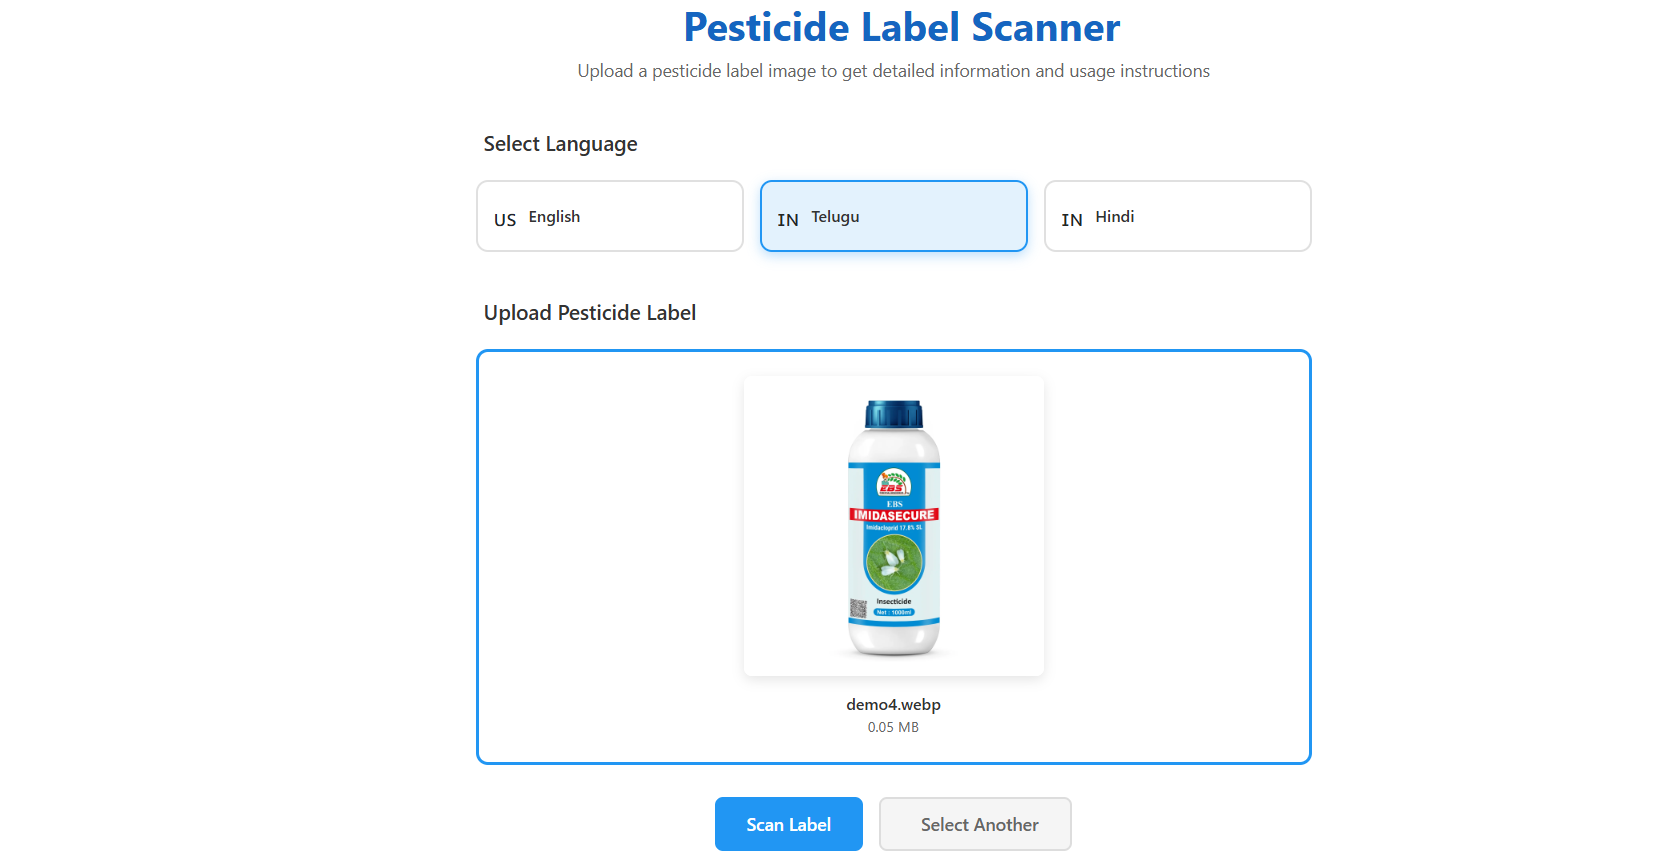 Pesticide Label Scanner
Upload a pesticide label image to get detailed information and usage instructions
Select Language
US English
IN Telugu
IN Hindi
Upload Pesticide Label
EBS
EBS
IMIDASECURE
Imidacloprid 17.8% SL
Insecticide
Net : 1000ml
demo4.webp
0.05 MB
Scan Label
Select Another